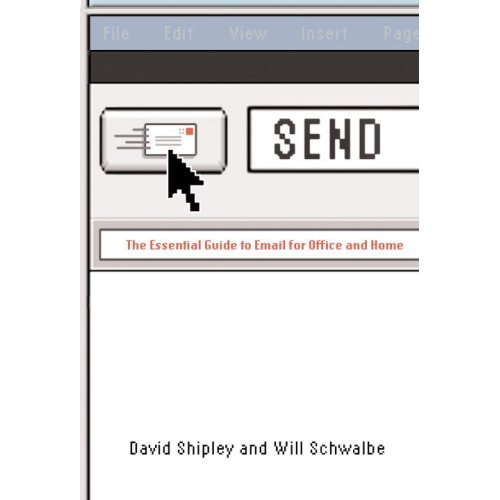 File Edit View Insert Page
SEND
The Essential Guide to Email for Office and Home
David Shipley and Will Schwalbe